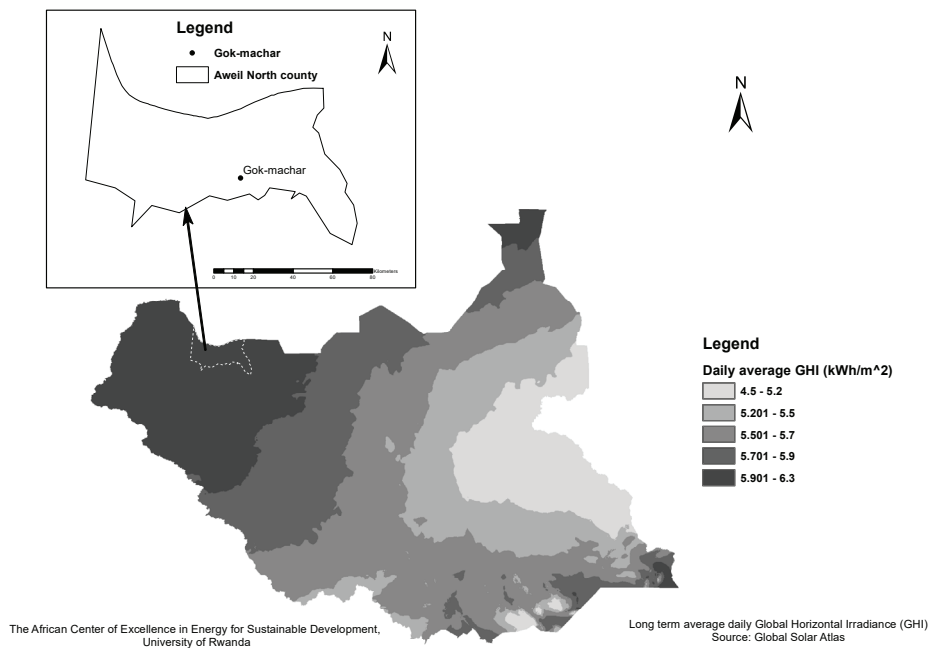 Legend
Gok-machar
Aweil North county
N
Gok-machar
Kilometers
0 10 20 40 60 80
N
Legend
Daily average GHI (kWh/m^2)
4.5 - 5.2
5.201 - 5.5
5.501 - 5.7
5.701 - 5.9
5.901 - 6.3
The African Center of Excellence in Energy for Sustainable Development,
University of Rwanda
Long term average daily Global Horizontal Irradiance (GHI)
Source: Global Solar Atlas